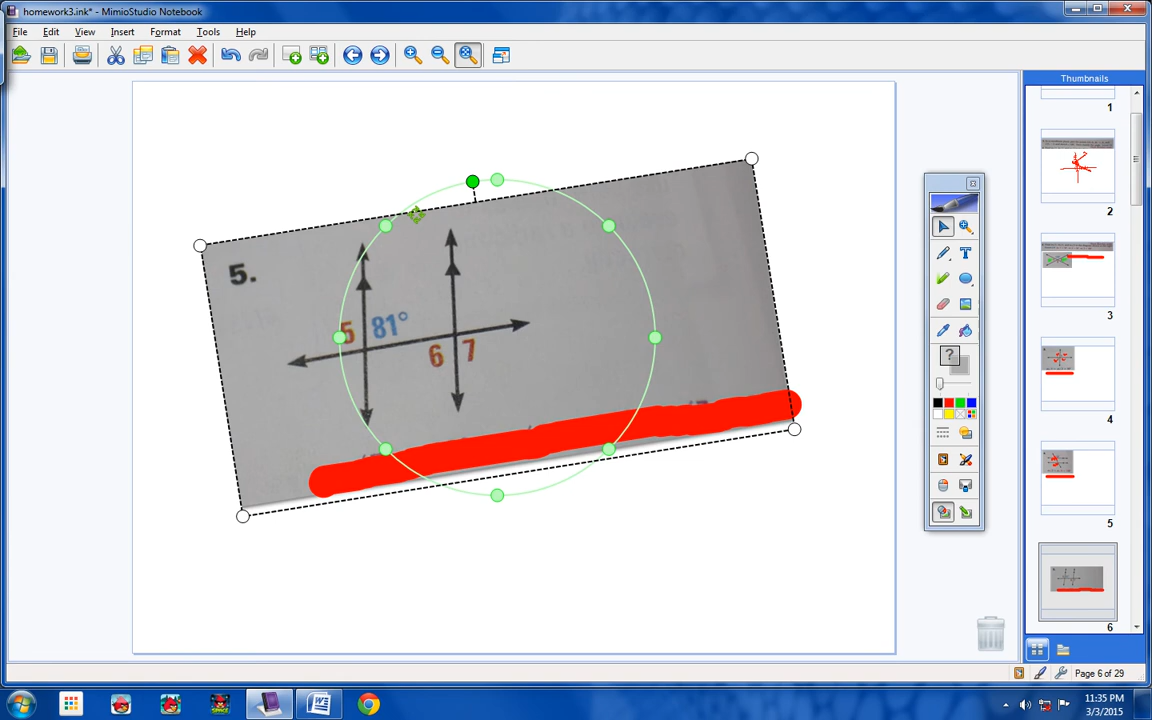 homework3.ink* - MimioStudio Notebook
File Edit View Insert Format Tools Help
Thumbnails
1
2
3
4
5
6
5.
5 81°
6 7
?
Page 6 of 29
11:35 PM
3/3/2015